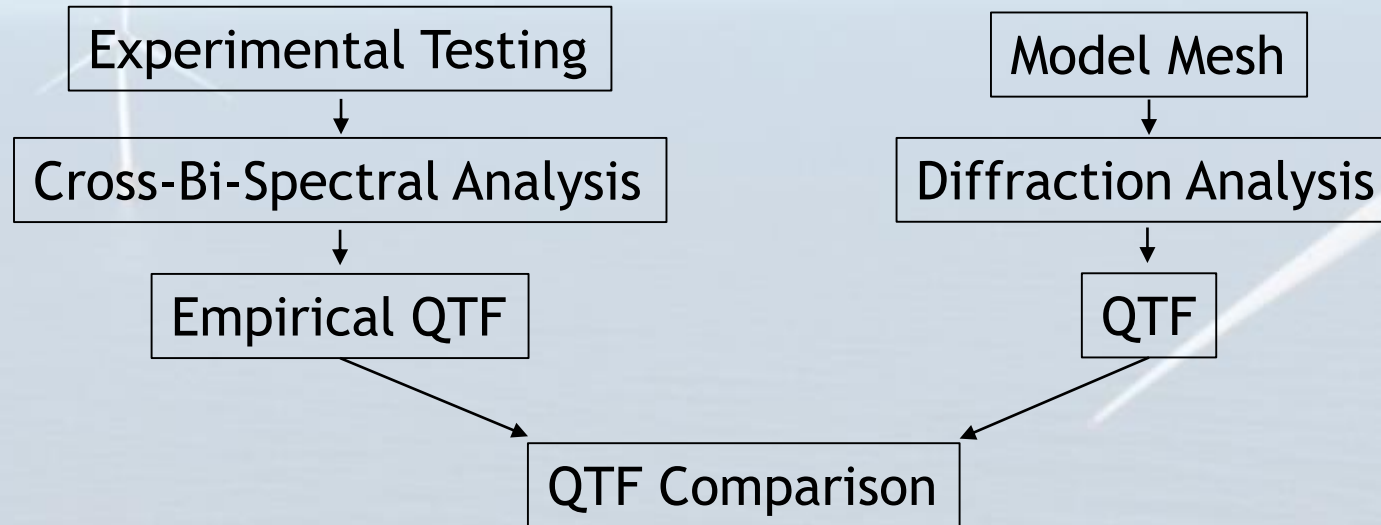 Experimental Testing
Model Mesh
Cross-Bi-Spectral Analysis
Diffraction Analysis
Empirical QTF
QTF
QTF Comparison